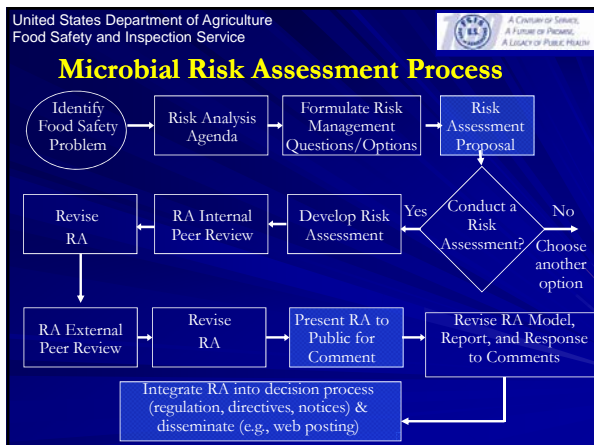 United States Department of Agriculture
Food Safety and Inspection Service
A CENTURY OF SERVICE,
A FUTURE OF PROMISE,
A LEGACY OF PUBLIC HEALTH
Microbial Risk Assessment Process
Identify
Food Safety
Problem
Risk Analysis
Agenda
Formulate Risk
Management
Questions/Options
Risk
Assessment
Proposal
Conduct a
Risk
Assessment?
No
Choose
another
option
Yes
Develop Risk
Assessment
RA Internal
Peer Review
Revise
RA
RA External
Peer Review
Revise
RA
Present RA to
Public for
Comment
Revise RA Model,
Report, and Response
to Comments
Integrate RA into decision process
(regulation, directives, notices) &
disseminate (e.g., web posting)